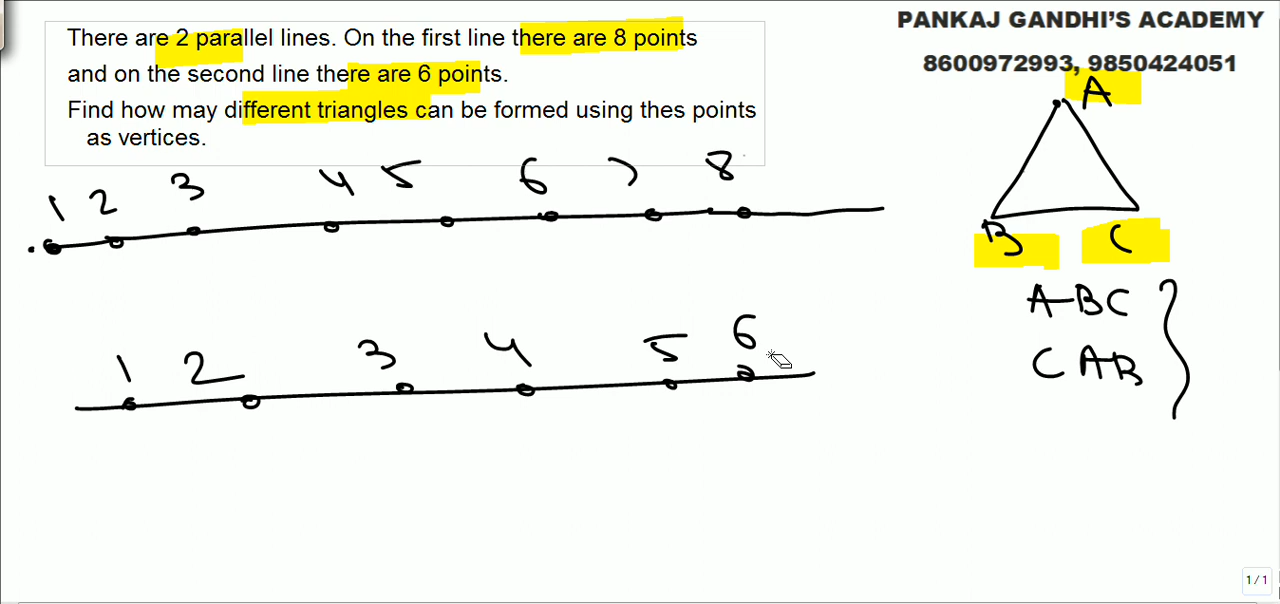 There are 2 parallel lines. On the first line there are 8 points
and on the second line there are 6 points.
Find how may different triangles can be formed using thes points
as vertices.
PANKAJ GANDHI'S ACADEMY
8600972993, 9850424051
A
B C
ABC
CAB
1 2 3 4 5 6 7 8
1 2 3 4 5 6
1 / 1